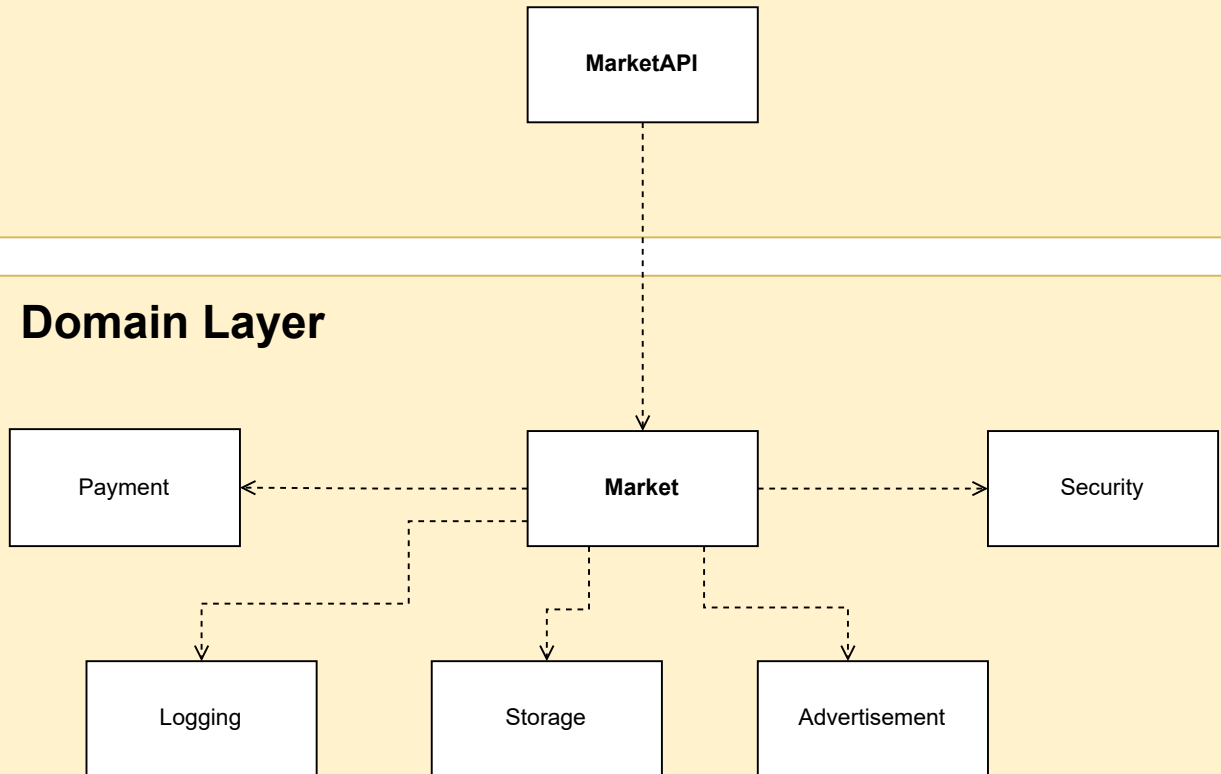 MarketAPI
Domain Layer
Payment
Market
Security
Logging
Storage
Advertisement